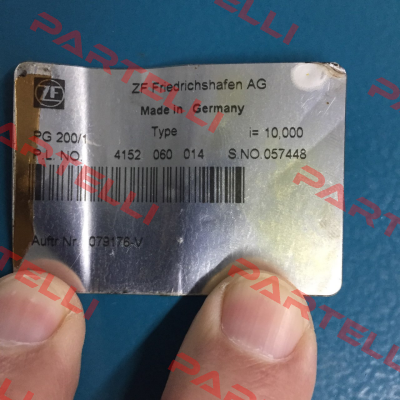 ZF
ZF Friedrichshafen AG
Made in Germany
PG 200/1 Type i= 10,000
P.L. NO. 4152 060 014 S.NO.057448
Auftr Nr. 079176-V
PARTELLI
PARTELLI
PARTELLI
PARTELLI
PARTELLI